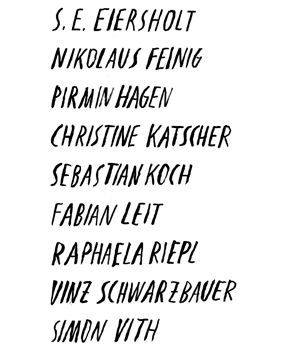 S. E. EIERSHOLT
NIKOLAUS FEINIG
PIRMIN HAGEN
CHRISTINE KATSCHER
SEBASTIAN KOCH
FABIAN LEIT
RAPHAELA RIEPL
VINZ SCHWARZBAUER
SIMON VITH